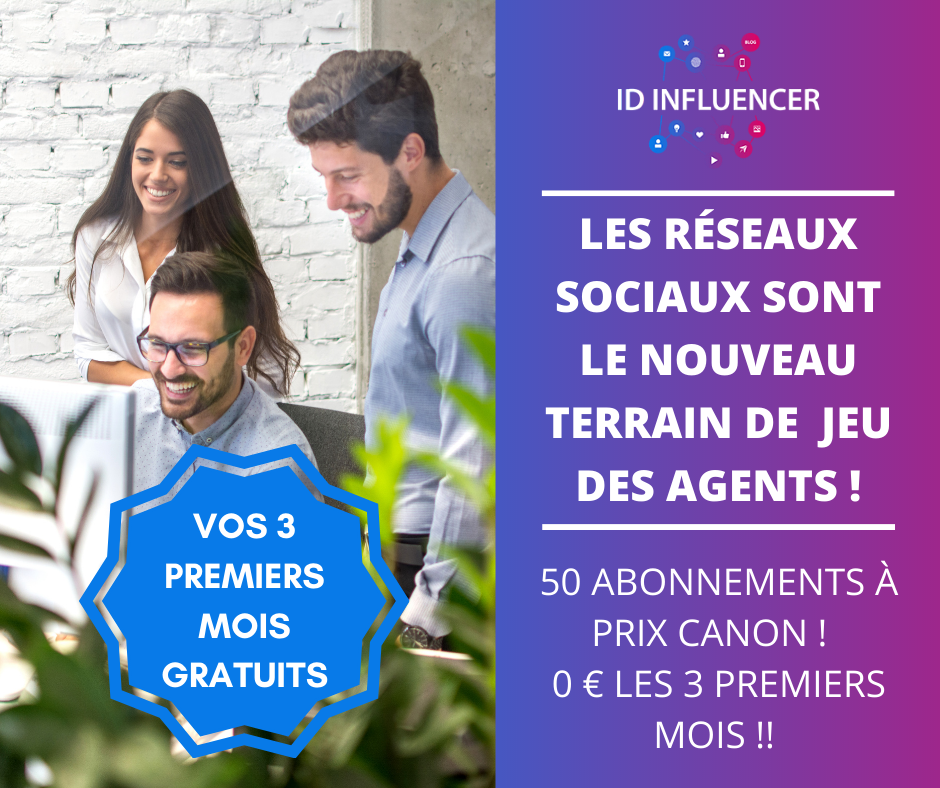 BLOG
ID INFLUENCER
LES RÉSEAUX
SOCIAUX SONT
LE NOUVEAU
TERRAIN DE JEU
DES AGENTS !
VOS 3
PREMIERS
MOIS
GRATUITS
50 ABONNEMENTS À
PRIX CANON !
0 € LES 3 PREMIERS
MOIS !!